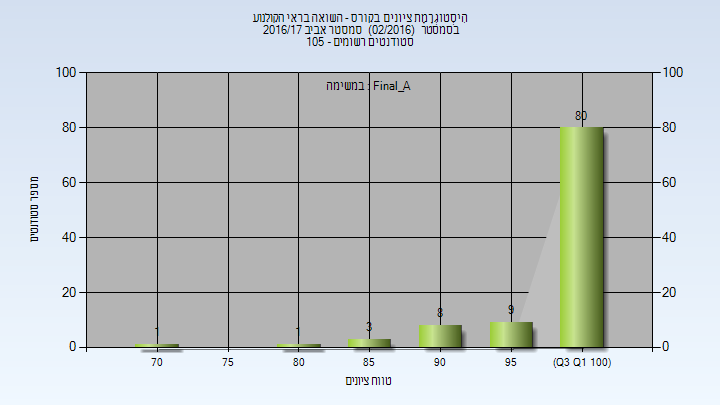 היסטוגרמת ציונים בקורס - השואה בראי הקולנוע
בסמסטר (02/2016) סמסטר אביב 2016/17
סטודנטים רשומים - 105
במשימה : Final_A
מספר סטודנטים
100 100
80 80
60 60
40 40
20 20
0 0
1 1 3 8 9 80
70 75 80 85 90 95 (Q3 Q1 100)
טווח ציונים